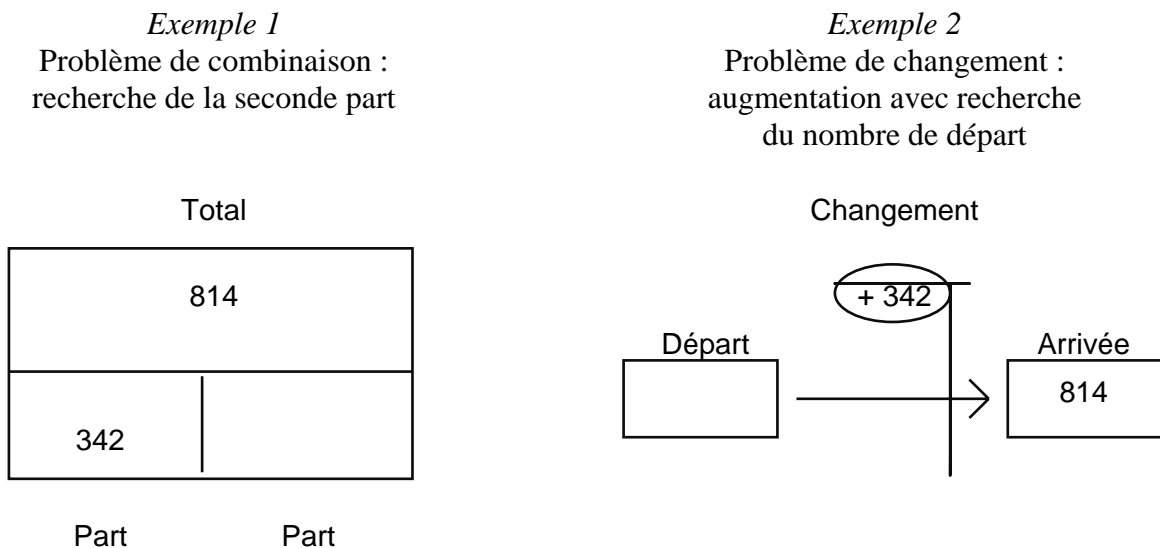 Exemple 1
Problème de combinaison :
recherche de la seconde part
Total
814
342
Part Part
Exemple 2
Problème de changement :
augmentation avec recherche
du nombre de départ
Changement
+ 342
Départ Arrivée
814